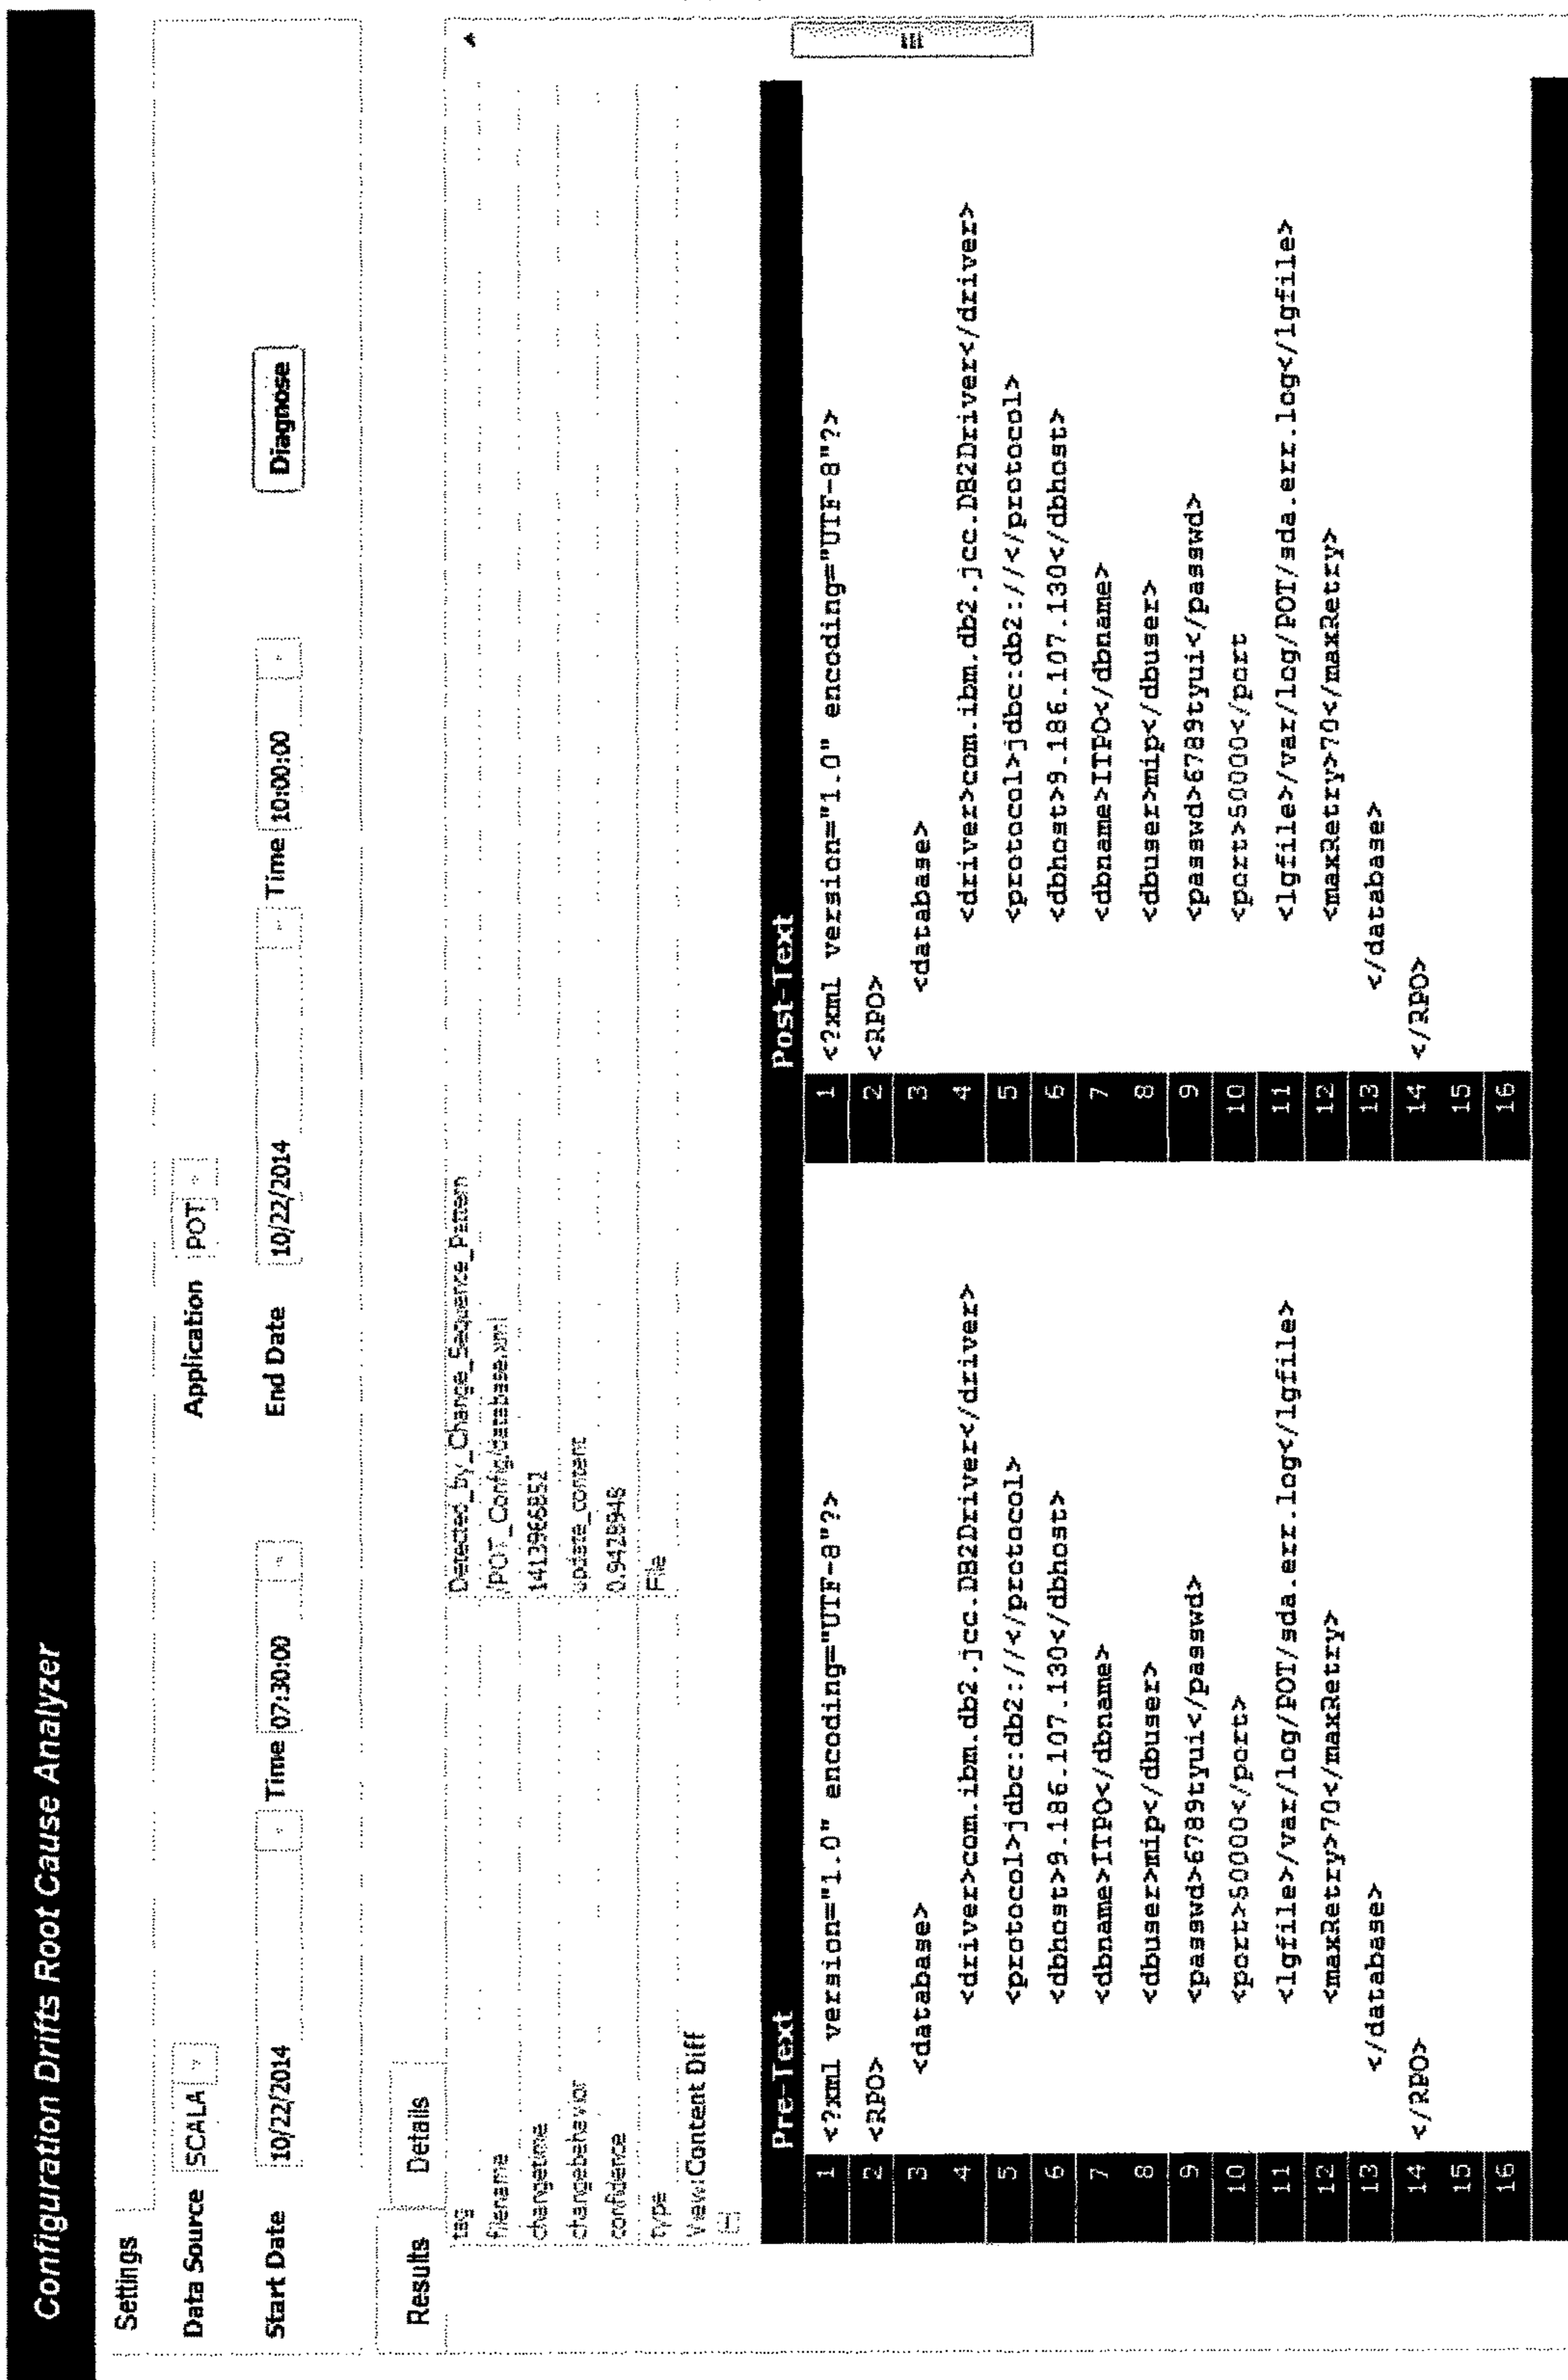 Configuration Drifts Root Cause Analyzer
Settings
Data Source SCALA Application POT
Start Date 10/22/2014 Time 07:30:00 End Date 10/22/2014 Time 10:00:00 Diagnose
Results Details
tag Detected_by_Change_Sequence_Pattern
filename /POT_Config/database.xml
changetime 1413966852
changebehavior update_content
confidence 0.9428948
type File
View:Content Diff
Pre-Text
1 <?xml version="1.0" encoding="UTF-8"?>
2 <RPO>
3 <database>
4 <driver>com.ibm.db2.jcc.DB2Driver</driver>
5 <protocol>jdbc:db2://</protocol>
6 <dbhost>9.186.107.130</dbhost>
7 <dbname>ITPO</dbname>
8 <dbuser>mip</dbuser>
9 <passwd>6789tyui</passwd>
10 <port>50000</port>
11 <lgfile>/var/log/POT/sda.err.log</lgfile>
12 <maxRetry>70</maxRetry>
13 </database>
14 </RPO>
15
16
Post-Text
1 <?xml version="1.0" encoding="UTF-8"?>
2 <RPO>
3 <database>
4 <driver>com.ibm.db2.jcc.DB2Driver</driver>
5 <protocol>jdbc:db2://</protocol>
6 <dbhost>9.186.107.130</dbhost>
7 <dbname>ITPO</dbname>
8 <dbuser>mip</dbuser>
9 <passwd>6789tyui</passwd>
10 <port>50000</port
11 <lgfile>/var/log/POT/sda.err.log</lgfile>
12 <maxRetry>70</maxRetry>
13 </database>
14 </RPO>
15
16